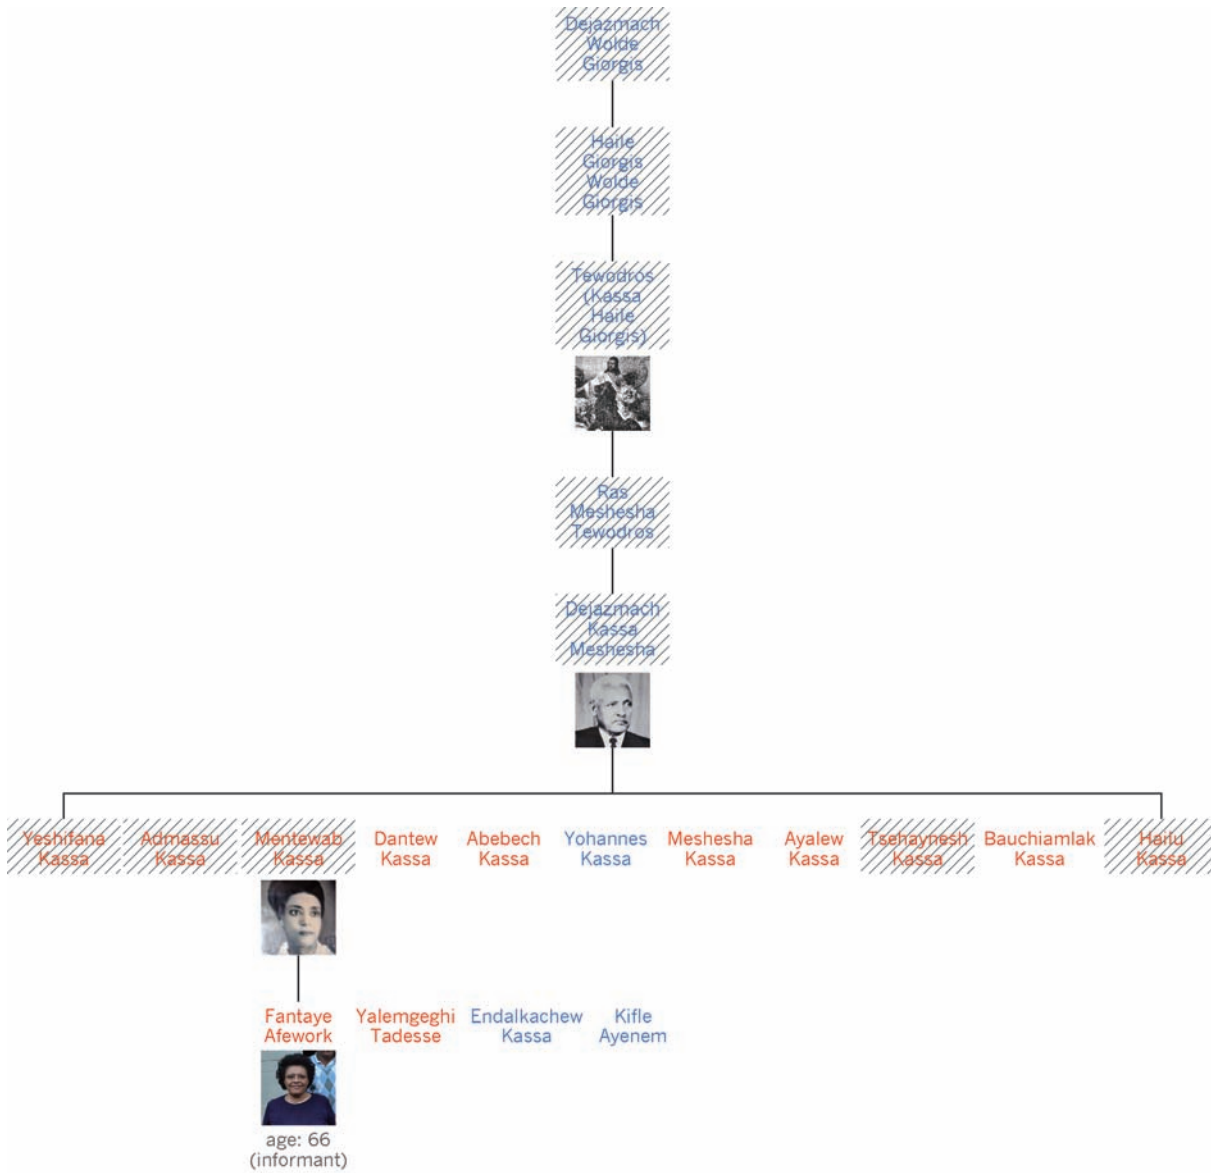 Dejazmach
Wolde
Giorgis
Haile
Giorgis
Wolde
Giorgis
Tewodros
(Kassa
Haile
Giorgis)
Ras
Meshesha
Tewodros
Dejazmach
Kassa
Meshesha
Yeshifana
Kassa
Admassu
Kassa
Mentewab
Kassa
Dantew
Kassa
Abebech
Kassa
Yohannes
Kassa
Meshesha
Kassa
Ayalew
Kassa
Tsehaynesh
Kassa
Bauchiamlak
Kassa
Hailu
Kassa
Fantaye
Afework
Yalemgeghi
Tadesse
Endalkachew
Kassa
Kifle
Ayenem
age: 66
(informant)